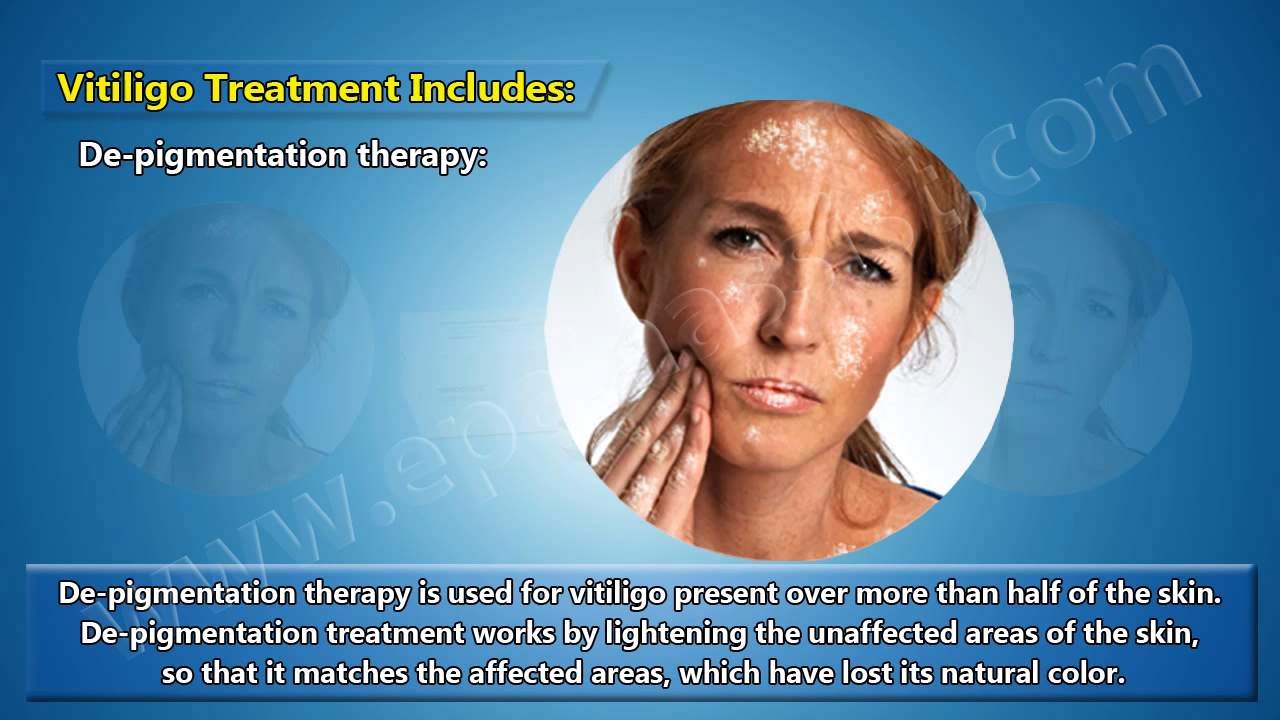 Vitiligo Treatment Includes:
De-pigmentation therapy:
De-pigmentation therapy is used for vitiligo present over more than half of the skin.
De-pigmentation treatment works by lightening the unaffected areas of the skin,
so that it matches the affected areas, which have lost its natural color.